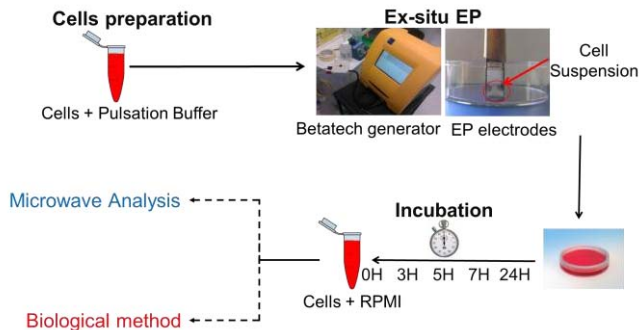 Cells preparation
Ex-situ EP
Cell
Suspension
Cells + Pulsation Buffer
Betatech generator
EP electrodes
Microwave Analysis
Incubation
0H 3H 5H 7H 24H
Cells + RPMI
Biological method